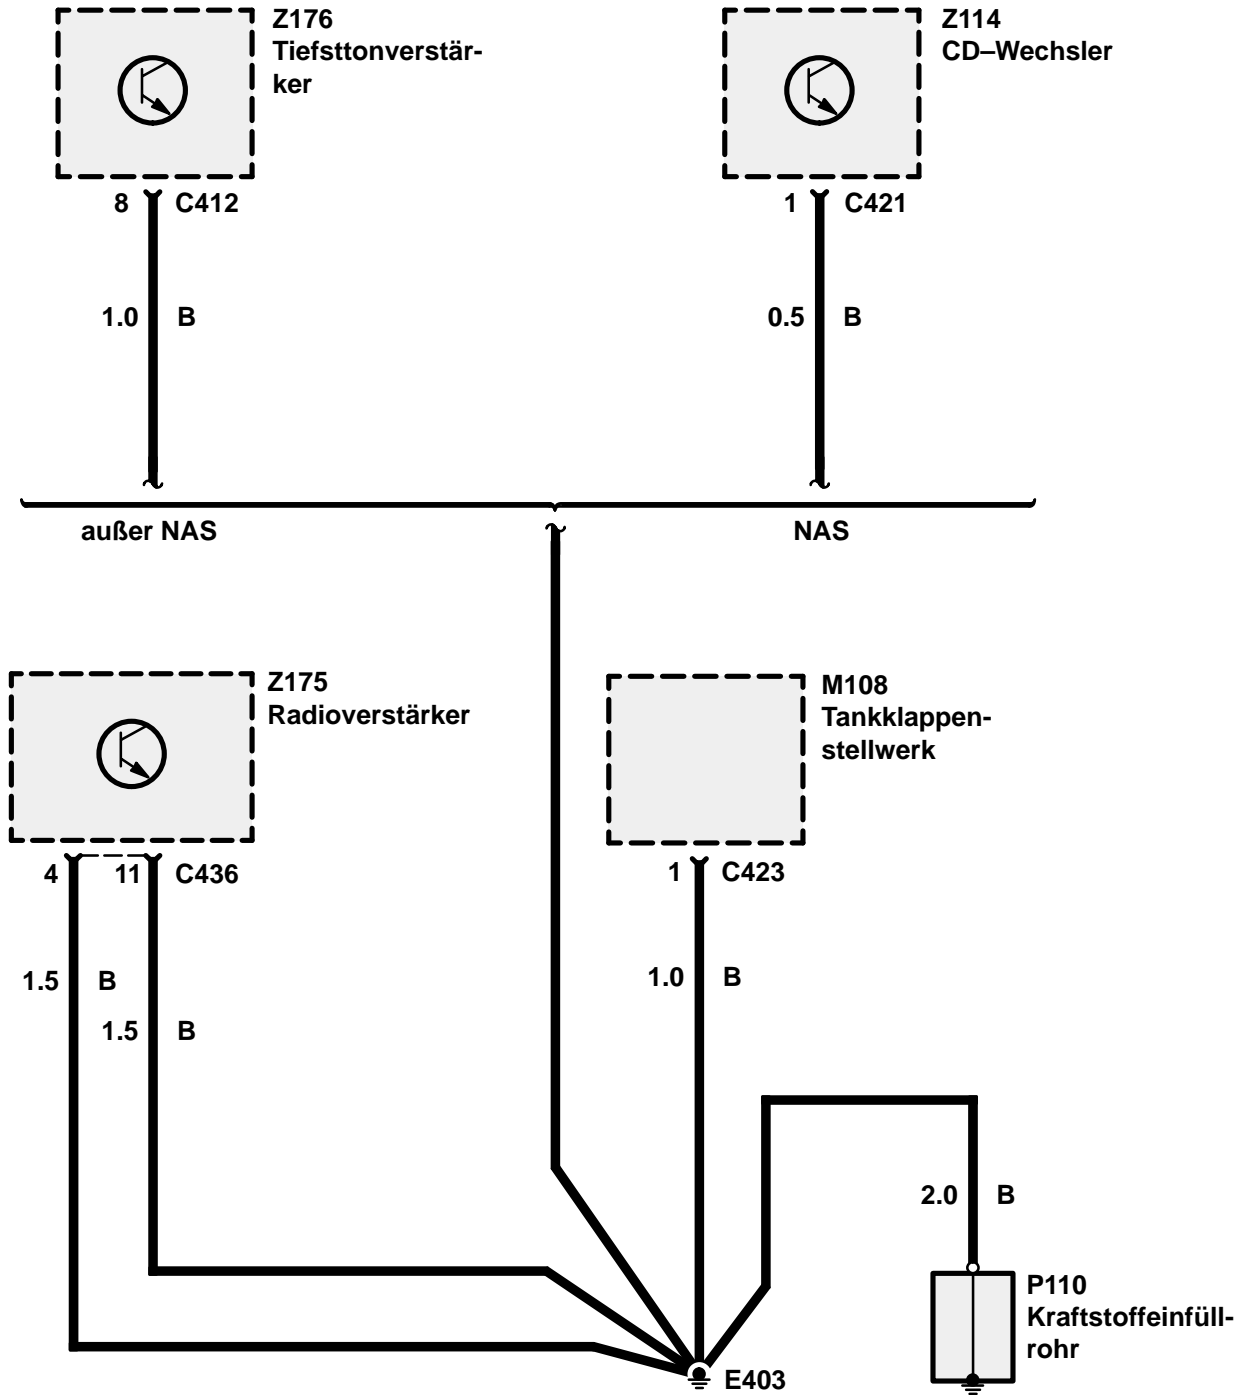 Z176
Tiefsttonverstär-
ker
Z114
CD–Wechsler
8 C412
1 C421
1.0 B
0.5 B
außer NAS
NAS
Z175
Radioverstärker
M108
Tankklappen-
stellwerk
4 11 C436
1 C423
1.5 B
1.0 B
1.5 B
2.0 B
P110
Kraftstoffeinfüll-
rohr
E403